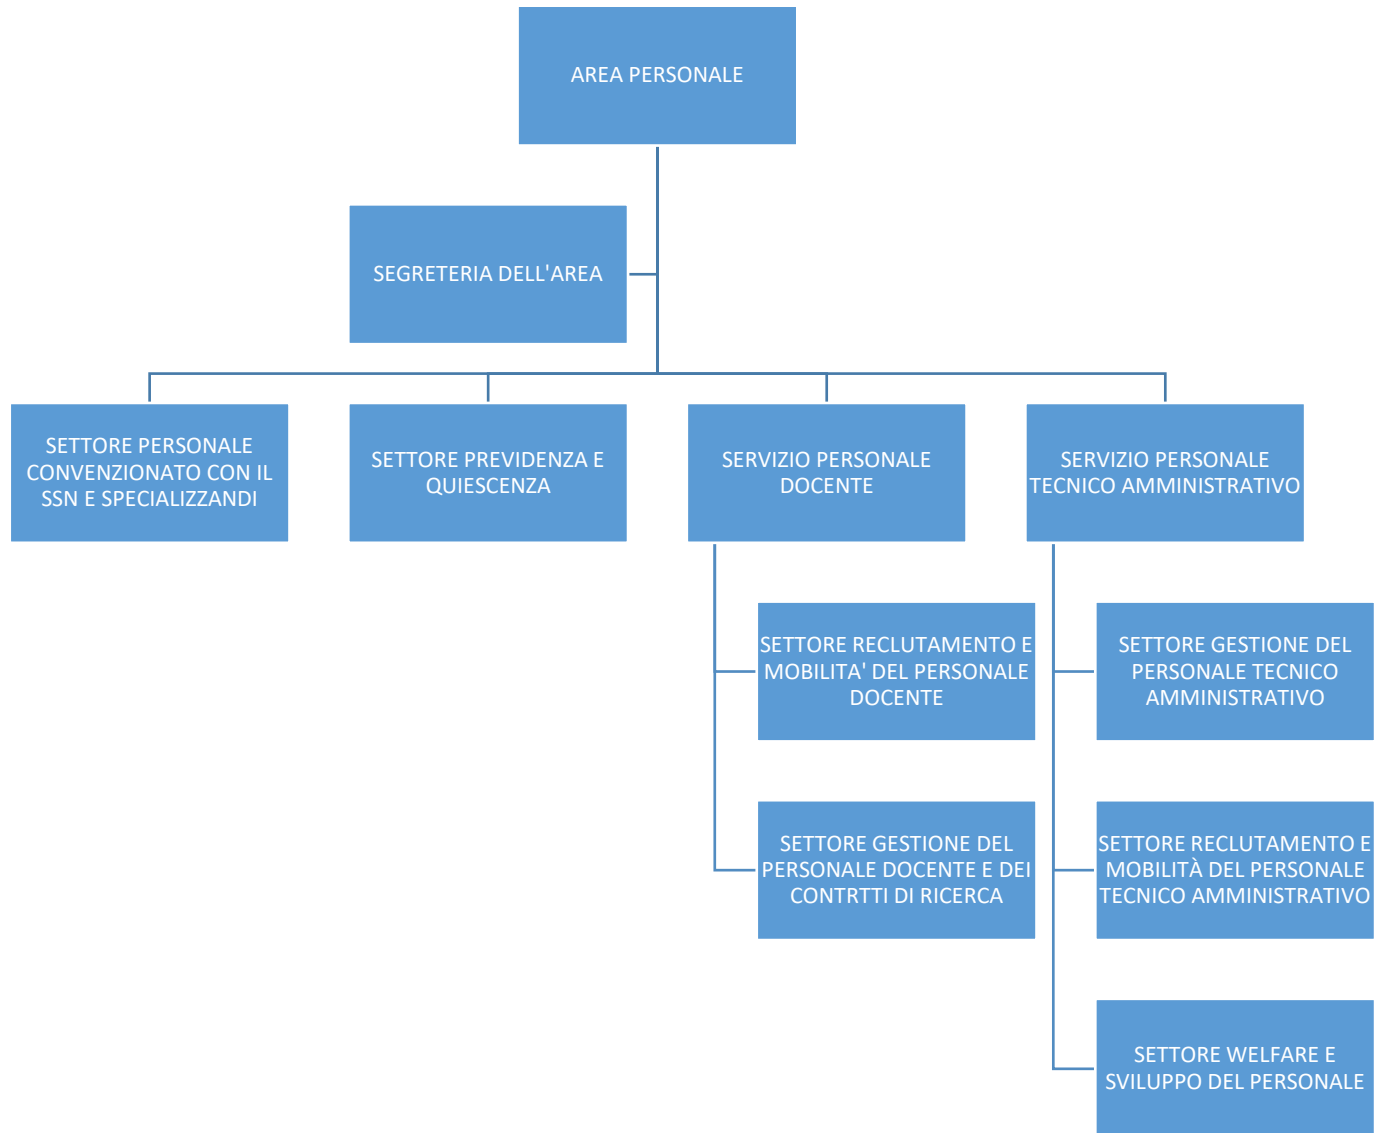 AREA PERSONALE
SEGRETERIA DELL'AREA
SETTORE PERSONALE
CONVENZIONATO CON IL
SSN E SPECIALIZZANDI
SETTORE PREVIDENZA E
QUIESCENZA
SERVIZIO PERSONALE
DOCENTE
SERVIZIO PERSONALE
TECNICO AMMINISTRATIVO
SETTORE RECLUTAMENTO E
MOBILITA' DEL PERSONALE
DOCENTE
SETTORE GESTIONE DEL
PERSONALE DOCENTE E DEI
CONTRTTI DI RICERCA
SETTORE GESTIONE DEL
PERSONALE TECNICO
AMMINISTRATIVO
SETTORE RECLUTAMENTO E
MOBILITÀ DEL PERSONALE
TECNICO AMMINISTRATIVO
SETTORE WELFARE E
SVILUPPO DEL PERSONALE